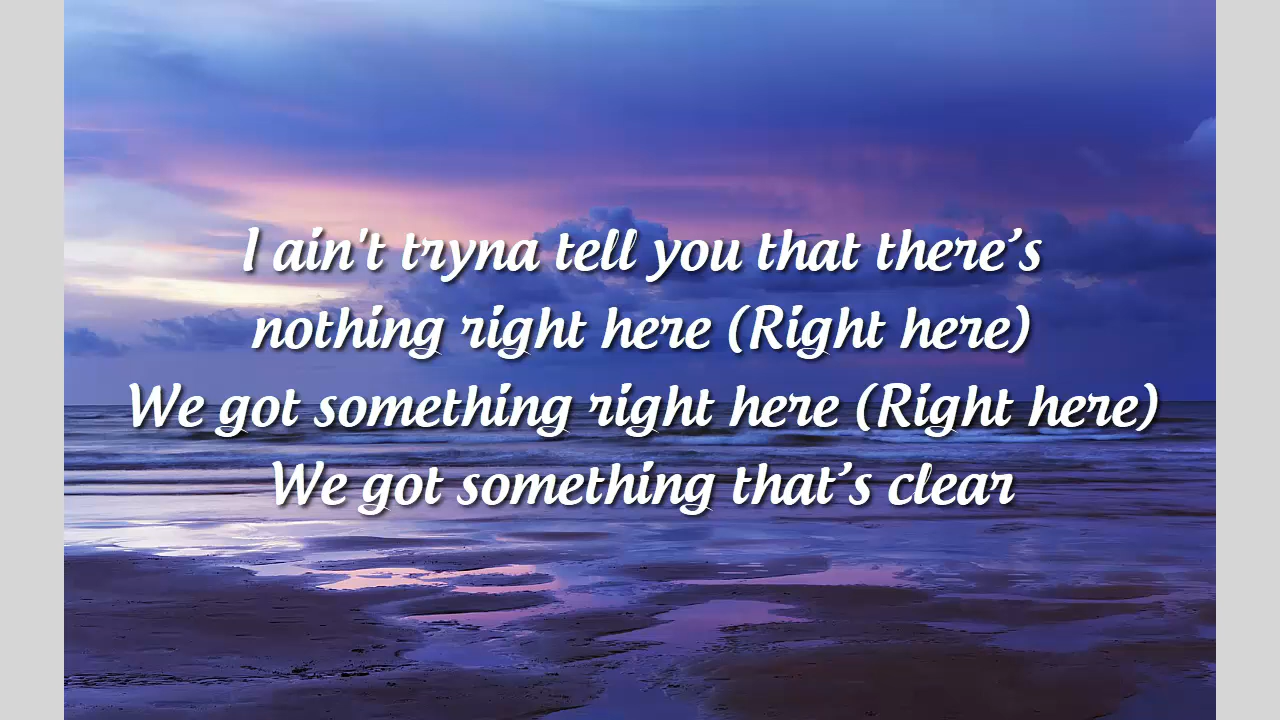 I ain't tryna tell you that there’s
nothing right here (Right here)
We got something right here (Right here)
We got something that’s clear